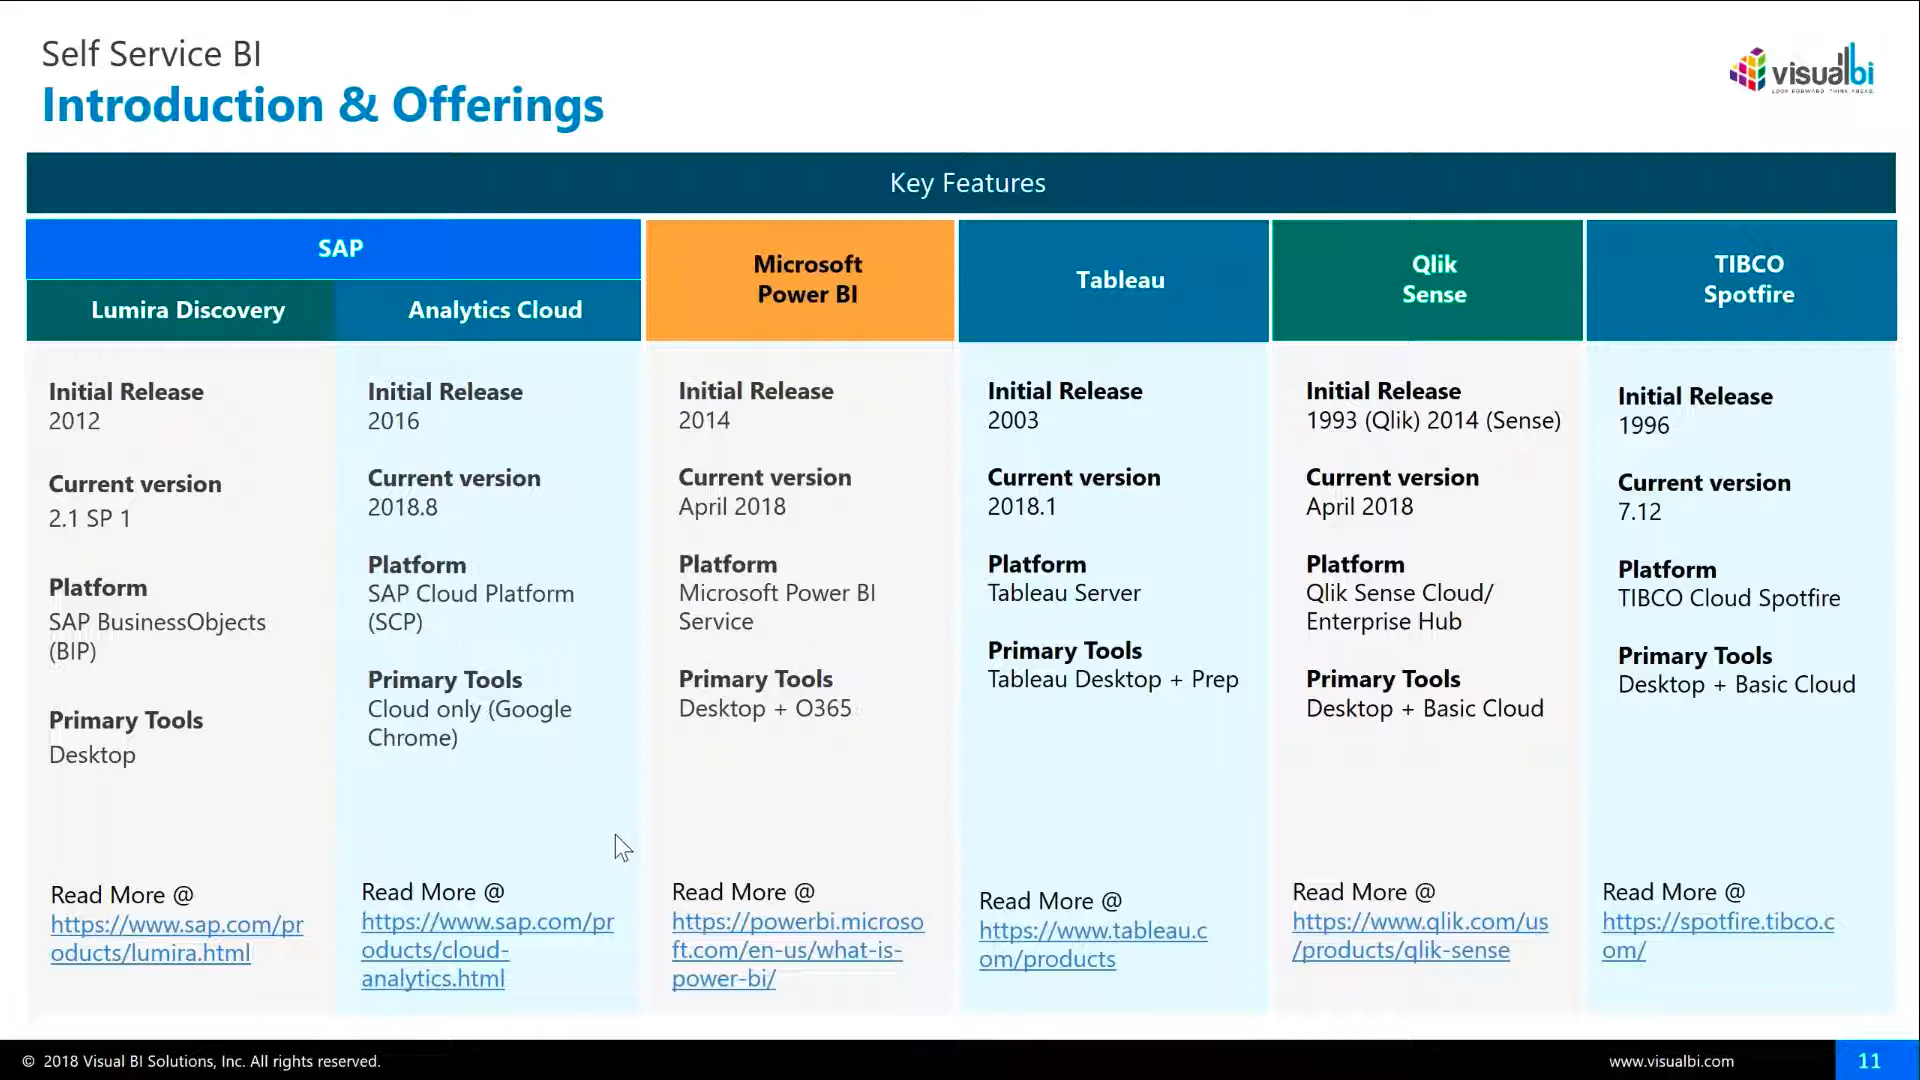 Self Service BI
Introduction & Offerings
visualbi
LOOK FORWARD. THINK AHEAD.
Key Features
SAP
Lumira Discovery
Analytics Cloud
Microsoft
Power BI
Tableau
Qlik
Sense
TIBCO
Spotfire
Initial Release
2012
Current version
2.1 SP 1
Platform
SAP BusinessObjects
(BIP)
Primary Tools
Desktop
Read More @
https://www.sap.com/pr
oducts/lumira.html
Initial Release
2016
Current version
2018.8
Platform
SAP Cloud Platform
(SCP)
Primary Tools
Cloud only (Google
Chrome)
Read More @
https://www.sap.com/pr
oducts/cloud-
analytics.html
Initial Release
2014
Current version
April 2018
Platform
Microsoft Power BI
Service
Primary Tools
Desktop + O365
Read More @
https://powerbi.microso
ft.com/en-us/what-is-
power-bi/
Initial Release
2003
Current version
2018.1
Platform
Tableau Server
Primary Tools
Tableau Desktop + Prep
Read More @
https://www.tableau.c
om/products
Initial Release
1993 (Qlik) 2014 (Sense)
Current version
April 2018
Platform
Qlik Sense Cloud/
Enterprise Hub
Primary Tools
Desktop + Basic Cloud
Read More @
https://www.qlik.com/us
/products/qlik-sense
Initial Release
1996
Current version
7.12
Platform
TIBCO Cloud Spotfire
Primary Tools
Desktop + Basic Cloud
Read More @
https://spotfire.tibco.c
om/
© 2018 Visual BI Solutions, Inc. All rights reserved.
www.visualbi.com
11